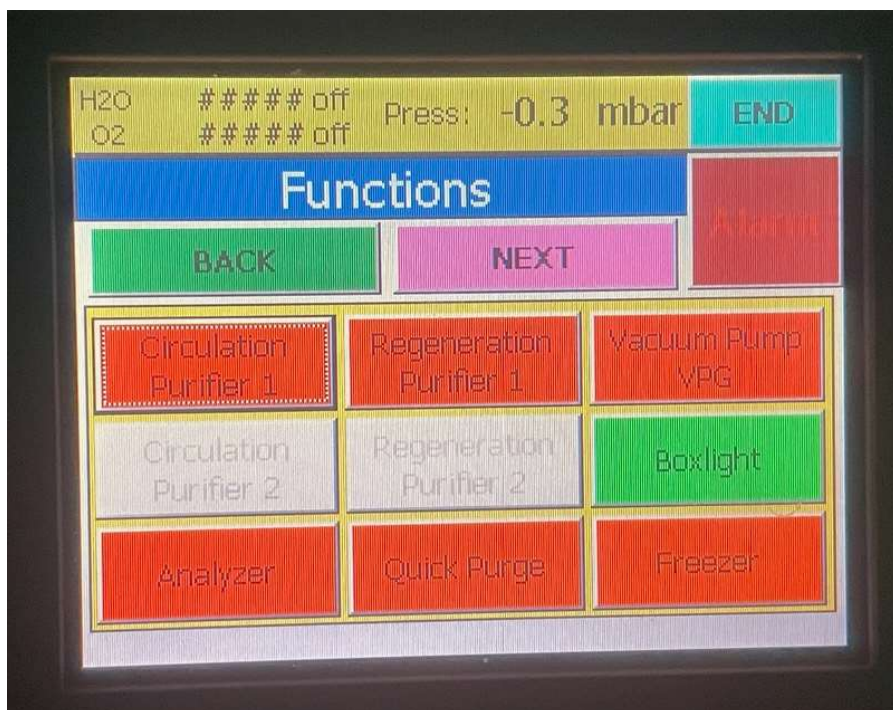 H2O ##### off Press: -0.3 mbar END
O2 ##### off
Functions
Alarm
BACK NEXT
Circulation Regeneration Vacuum Pump
Purifier 1 Purifier 1 VPG
Circulation Regeneration Boxlight
Purifier 2 Purifier 2
Analyzer Quick Purge Freezer